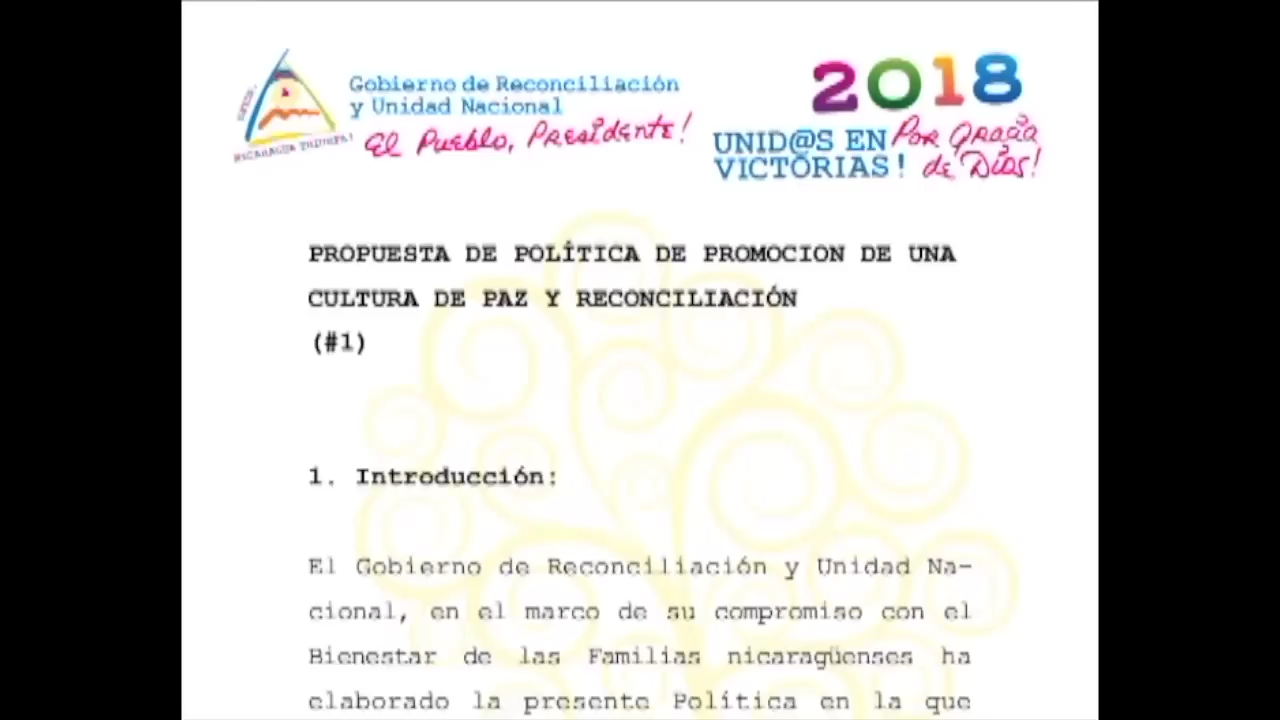 Gobierno de Reconciliación
y Unidad Nacional
El Pueblo, Presidente!
NICARAGUA TRIUNFA!
2018
UNID@S EN Por Gracia
VICTORIAS! de Dios!
PROPUESTA DE POLÍTICA DE PROMOCION DE UNA
CULTURA DE PAZ Y RECONCILIACIÓN
(#1)
1. Introducción:
El Gobierno de Reconciliación y Unidad Na-
cional, en el marco de su compromiso con el
Bienestar de las Familias nicaragüenses ha
elaborado la presente Política en la que